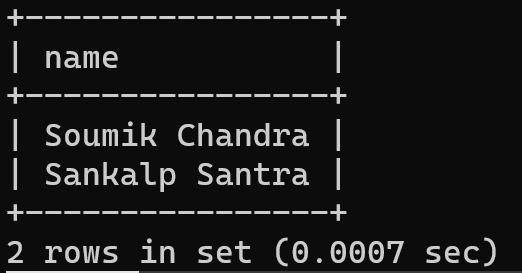 +----------------+
| name           |
+----------------+
| Soumik Chandra |
| Sankalp Santra |
+----------------+
2 rows in set (0.0007 sec)